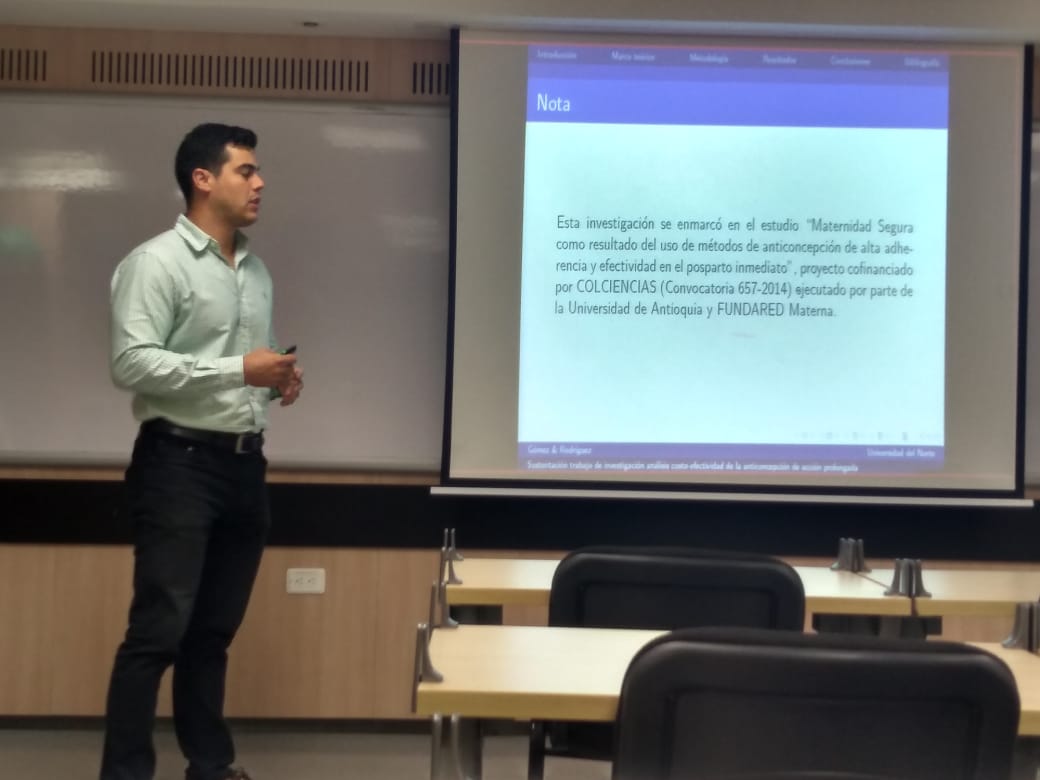 Introducción Marco teórico Metodología Resultados Conclusiones Bibliografía
Nota
Esta investigación se enmarcó en el estudio “Maternidad Segura
como resultado del uso de métodos de anticoncepción de alta adhe-
rencia y efectividad en el posparto inmediato”, proyecto cofinanciado
por COLCIENCIAS (Convocatoria 657-2014) ejecutado por parte de
la Universidad de Antioquia y FUNDARED Materna.
Gómez & Rodríguez Universidad del Norte
Sustentación trabajo de investigación análisis costo-efectividad de la anticoncepción de acción prolongada